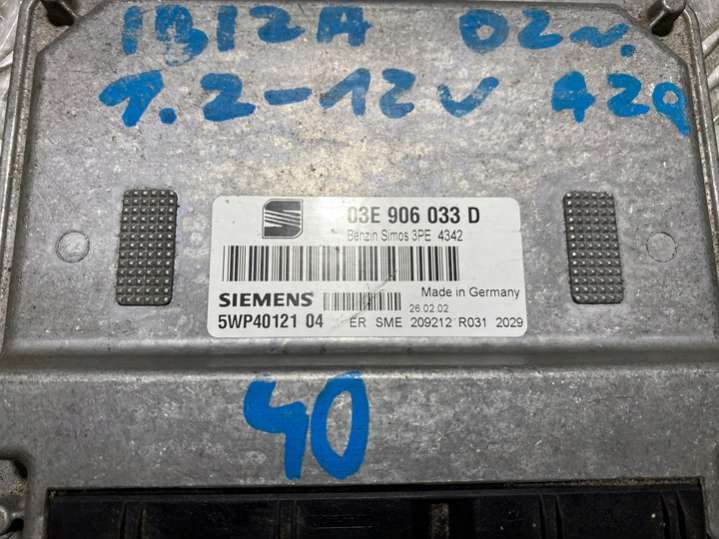 IBIZA 02r.
1.2-12V AZQ
03E 906 033 D
Benzin Simos 3PE 4342
SIEMENS Made in Germany
26.02.02
5WP40121 04 ER SME 209212 R031 2029
40